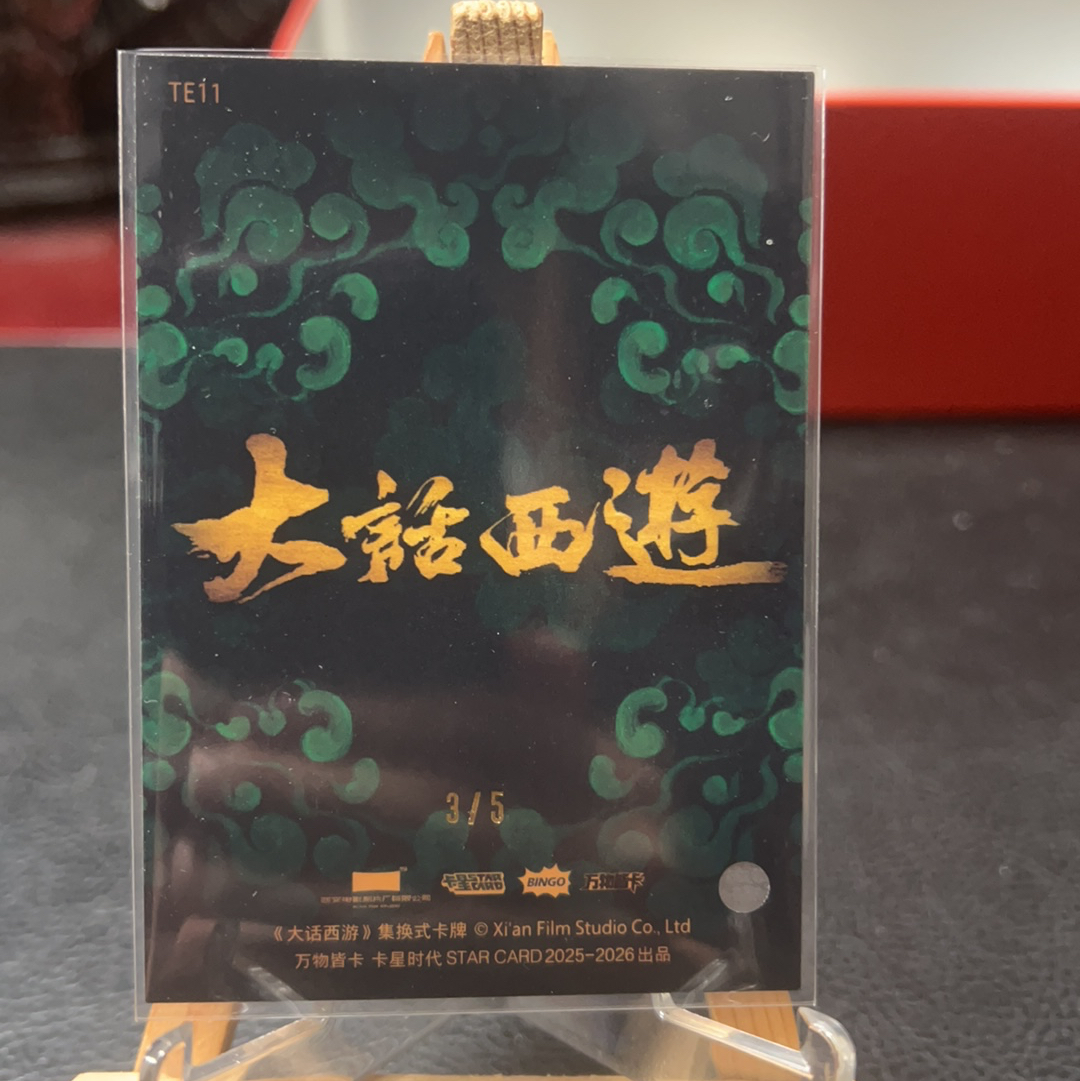 TE11
大話西遊
3/5
卡星 STAR CARD BINGO 万物皆卡
《大话西游》集换式卡牌 © Xi'an Film Studio Co., Ltd
万物皆卡 卡星时代 STAR CARD 2025-2026 出品